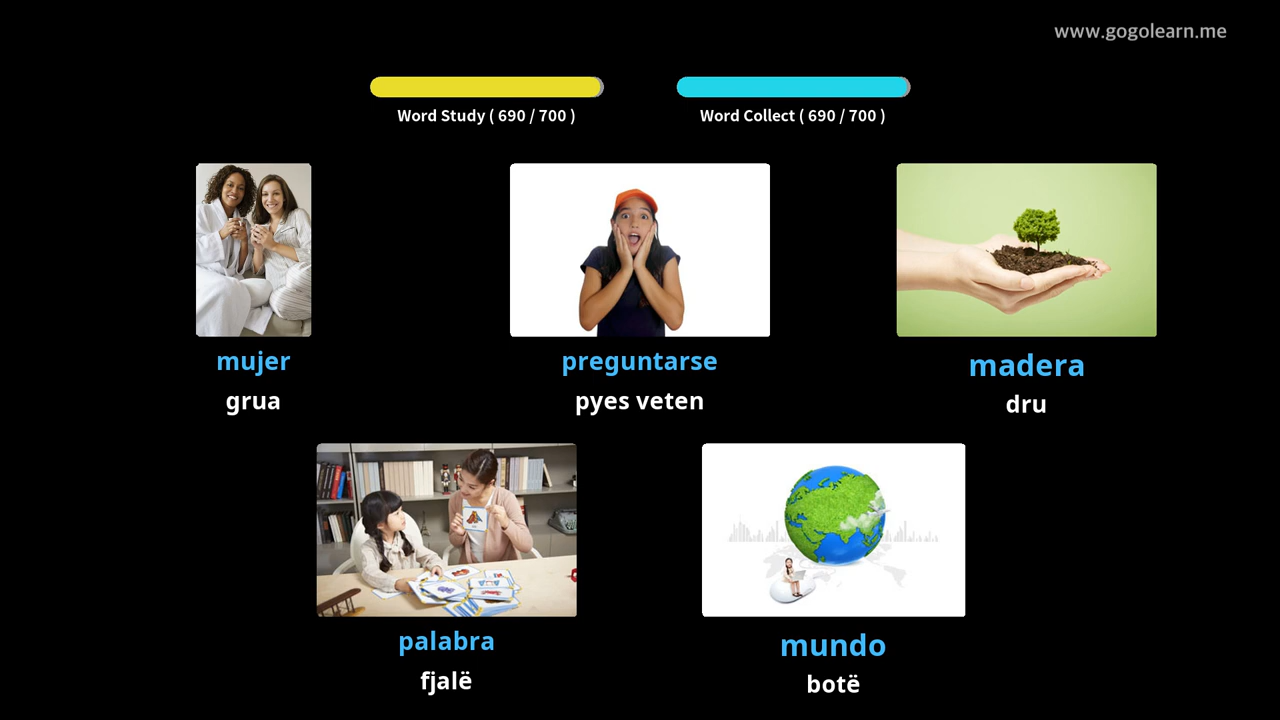 www.gogolearn.me
Word Study ( 690 / 700 )
Word Collect ( 690 / 700 )
mujer
grua
preguntarse
pyes veten
madera
dru
palabra
fjalë
mundo
botë